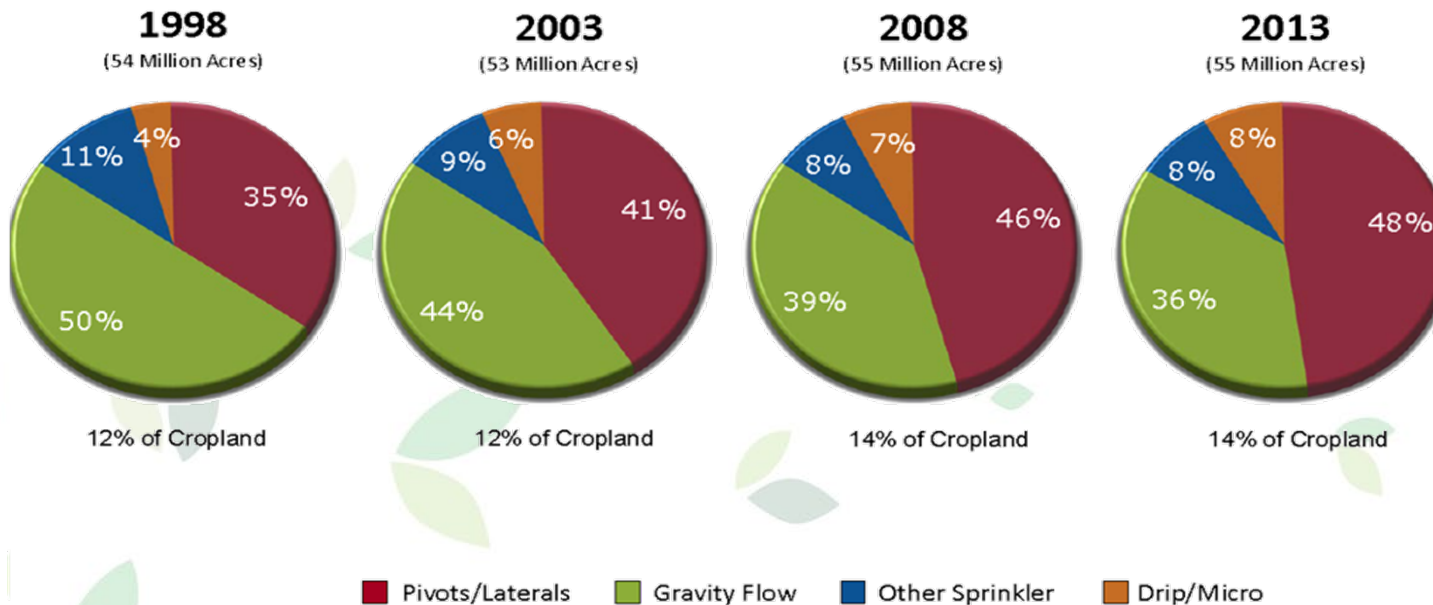 1998
(54 Million Acres)
4%
11%
35%
50%
12% of Cropland
2003
(53 Million Acres)
6%
9%
41%
44%
12% of Cropland
2008
(55 Million Acres)
7%
8%
46%
39%
14% of Cropland
2013
(55 Million Acres)
8%
8%
48%
36%
14% of Cropland
Pivots/Laterals
Gravity Flow
Other Sprinkler
Drip/Micro